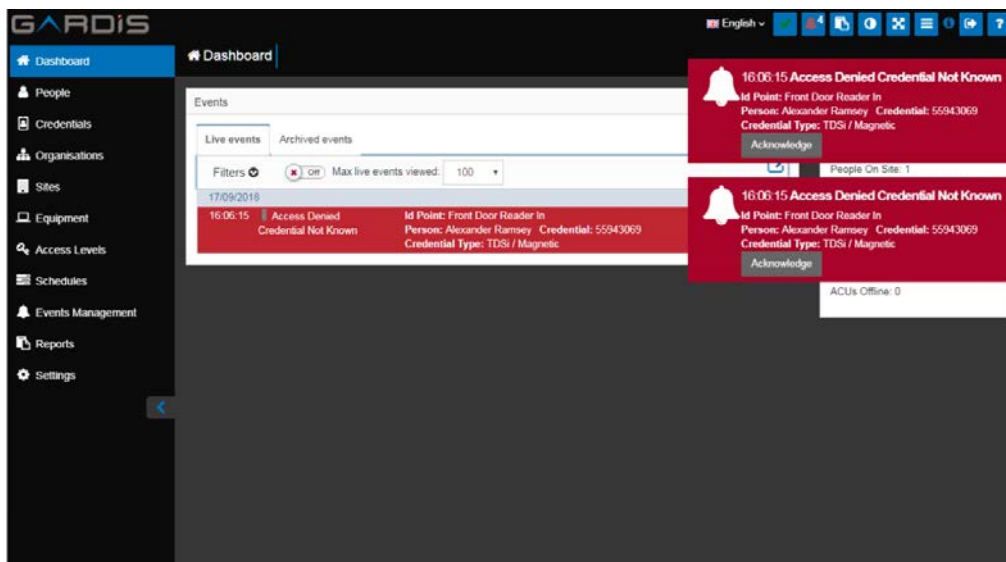 GARDiS
English
4
?
Dashboard
People
Credentials
Organisations
Sites
Equipment
Access Levels
Schedules
Events Management
Reports
Settings
Dashboard
Events
Live events Archived events
Filters Off Max live events viewed: 100
17/09/2018
16:06:15 Access Denied Id Point: Front Door Reader In
Credential Not Known Person: Alexander Ramsey Credential: 55943069
Credential Type: TDSi / Magnetic
16:06:15 Access Denied Credential Not Known
Id Point: Front Door Reader In
Person: Alexander Ramsey Credential: 55943069
Credential Type: TDSi / Magnetic
Acknowledge
People On Site: 1
16:06:15 Access Denied Credential Not Known
Id Point: Front Door Reader In
Person: Alexander Ramsey Credential: 55943069
Credential Type: TDSi / Magnetic
Acknowledge
ACUs Offline: 0